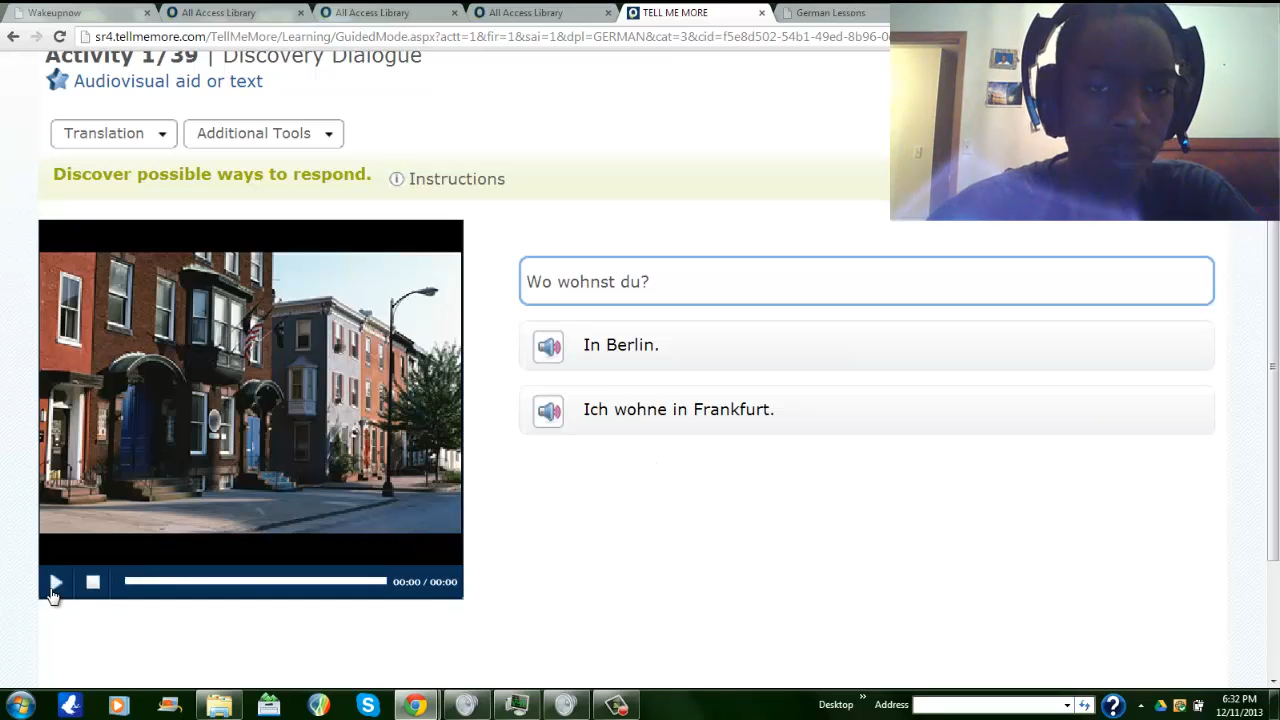 Wakeupnow
All Access Library
All Access Library
All Access Library
TELL ME MORE
German Lessons
sr4.tellmemore.com/TellMeMore/Learning/GuidedMode.aspx?actt=1&fir=1&sai=1&dpl=GERMAN&cat=3&cid=f5e8d502-54b1-49ed-8b96-0
Activity 1/39 | Discovery Dialogue
Audiovisual aid or text
Translation
Additional Tools
Discover possible ways to respond.
Instructions
Wo wohnst du?
In Berlin.
Ich wohne in Frankfurt.
00:00 / 00:00
Desktop
Address
6:32 PM
12/11/2013